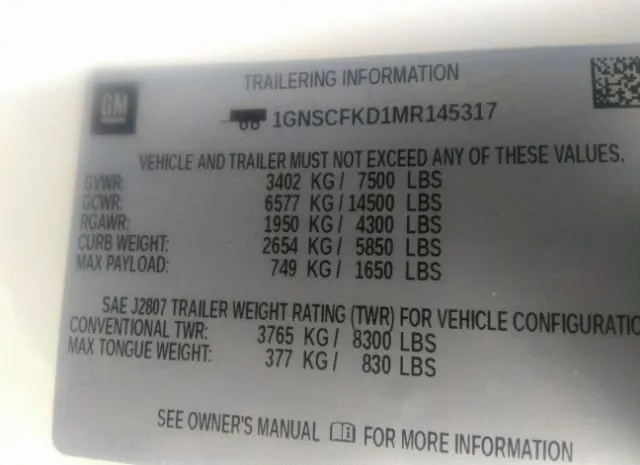 GM
TRAILERING INFORMATION
1GNSCFKD1MR145317
VEHICLE AND TRAILER MUST NOT EXCEED ANY OF THESE VALUES.
GVWR: 3402 KG / 7500 LBS
GCWR: 6577 KG / 14500 LBS
RGAWR: 1950 KG / 4300 LBS
CURB WEIGHT: 2654 KG / 5850 LBS
MAX PAYLOAD: 749 KG / 1650 LBS
SAE J2807 TRAILER WEIGHT RATING (TWR) FOR VEHICLE CONFIGURATIO
CONVENTIONAL TWR: 3765 KG / 8300 LBS
MAX TONGUE WEIGHT: 377 KG / 830 LBS
SEE OWNER'S MANUAL FOR MORE INFORMATION